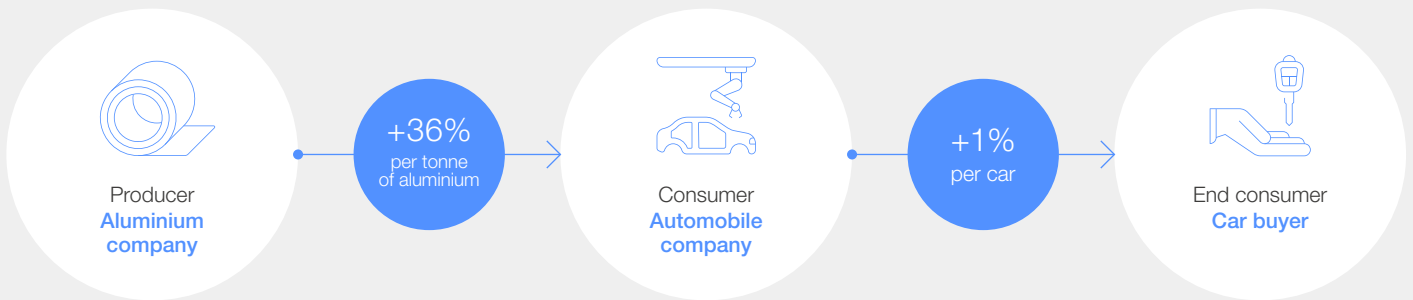 Producer
Aluminium
company
+36%
per tonne
of aluminium
Consumer
Automobile
company
+1%
per car
End consumer
Car buyer